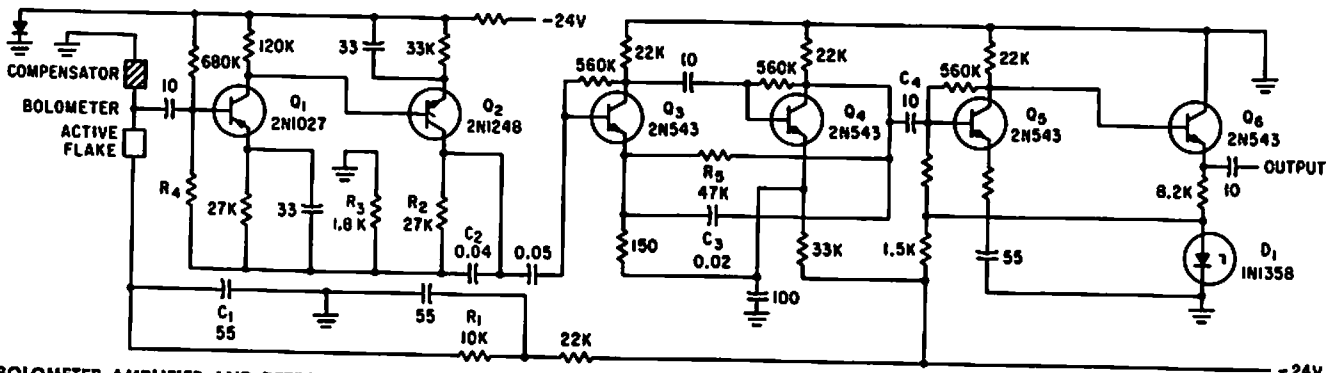 -24V
COMPENSATOR
BOLOMETER
ACTIVE
FLAKE
10
680K
120K
Q1
2N1027
R4
27K
33
33
33K
Q2
2N1248
R3
1.8K
R2
27K
C2
0.04
0.05
C1
55
55
R1
10K
22K
560K
22K
Q3
2N543
10
560K
22K
Q4
2N543
R5
47K
C3
0.02
150
33K
100
C4
10
560K
22K
Q5
2N543
1.5K
55
Q6
2N543
10
OUTPUT
8.2K
D1
1N1358
-24V